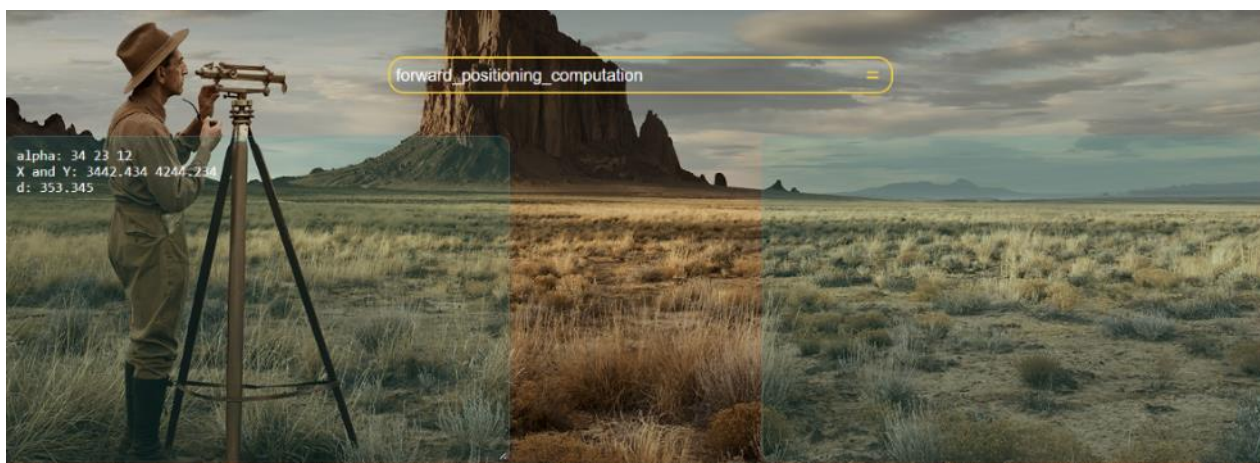 forward_positioning_computation =
alpha: 34 23 12
X and Y: 3442.434 4244.234
d: 353.345